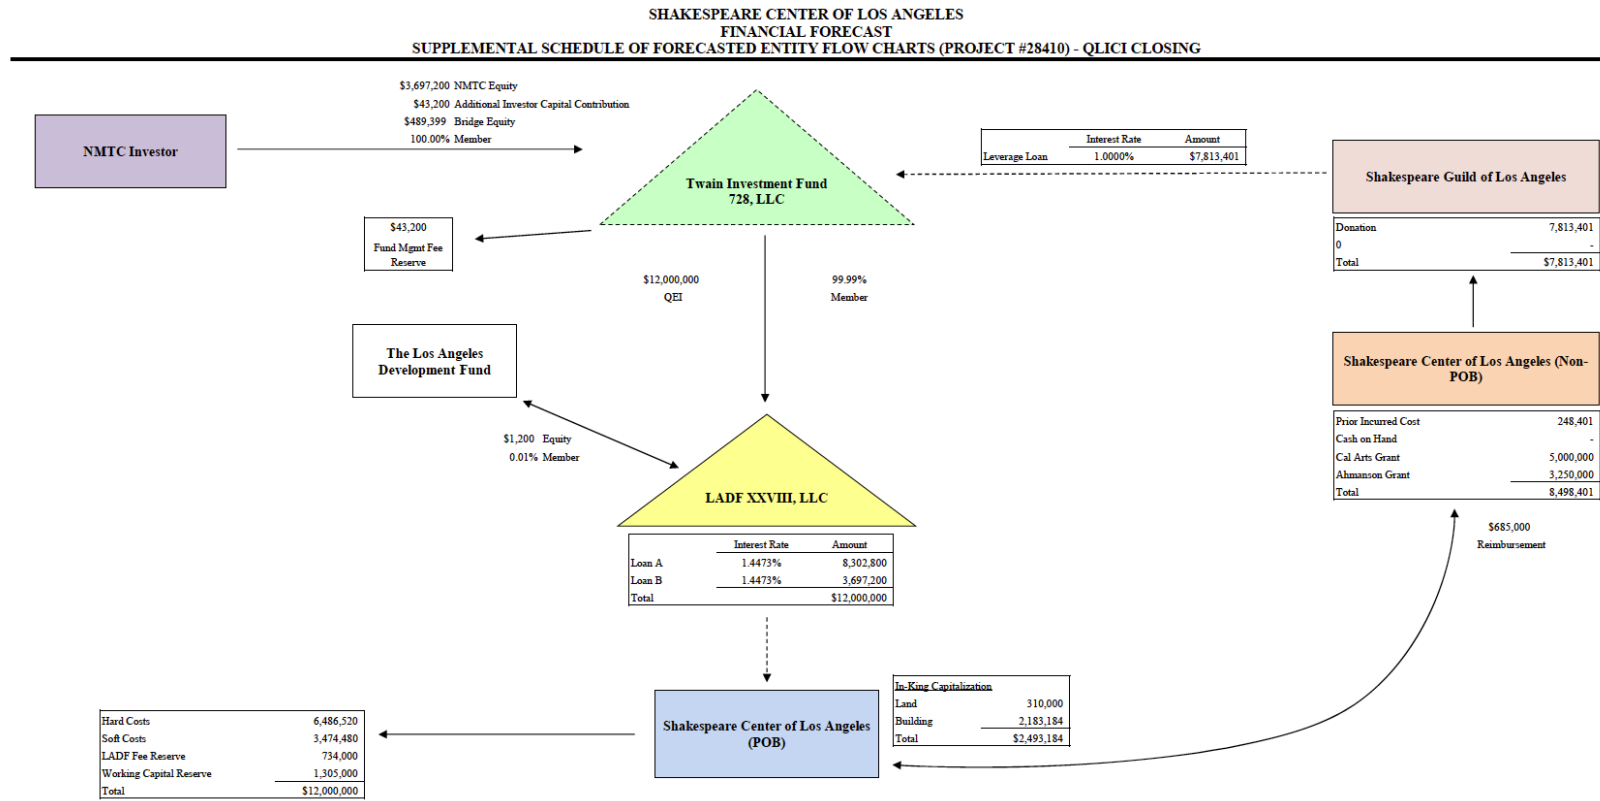 SHAKESPEARE CENTER OF LOS ANGELES
FINANCIAL FORECAST
SUPPLEMENTAL SCHEDULE OF FORECASTED ENTITY FLOW CHARTS (PROJECT #28410) - QLICI CLOSING
$3,697,200 NMTC Equity
$43,200 Additional Investor Capital Contribution
$489,399 Bridge Equity
100.00% Member
NMTC Investor
Interest Rate Amount
Leverage Loan 1.0000% $7,813,401
Twain Investment Fund
728, LLC
Shakespeare Guild of Los Angeles
Donation 7,813,401
0 -
Total $7,813,401
$43,200
Fund Mgmt Fee
Reserve
$12,000,000
QEI
99.99%
Member
The Los Angeles
Development Fund
Shakespeare Center of Los Angeles (Non-
POB)
Prior Incurred Cost 248,401
Cash on Hand -
Cal Arts Grant 5,000,000
Ahmanson Grant 3,250,000
Total 8,498,401
$1,200 Equity
0.01% Member
LADF XXVIII, LLC
Interest Rate Amount
Loan A 1.4473% 8,302,800
Loan B 1.4473% 3,697,200
Total $12,000,000
$685,000
Reimbursement
In-King Capitalization
Land 310,000
Building 2,183,184
Total $2,493,184
Shakespeare Center of Los Angeles
(POB)
Hard Costs 6,486,520
Soft Costs 3,474,480
LADF Fee Reserve 734,000
Working Capital Reserve 1,305,000
Total $12,000,000